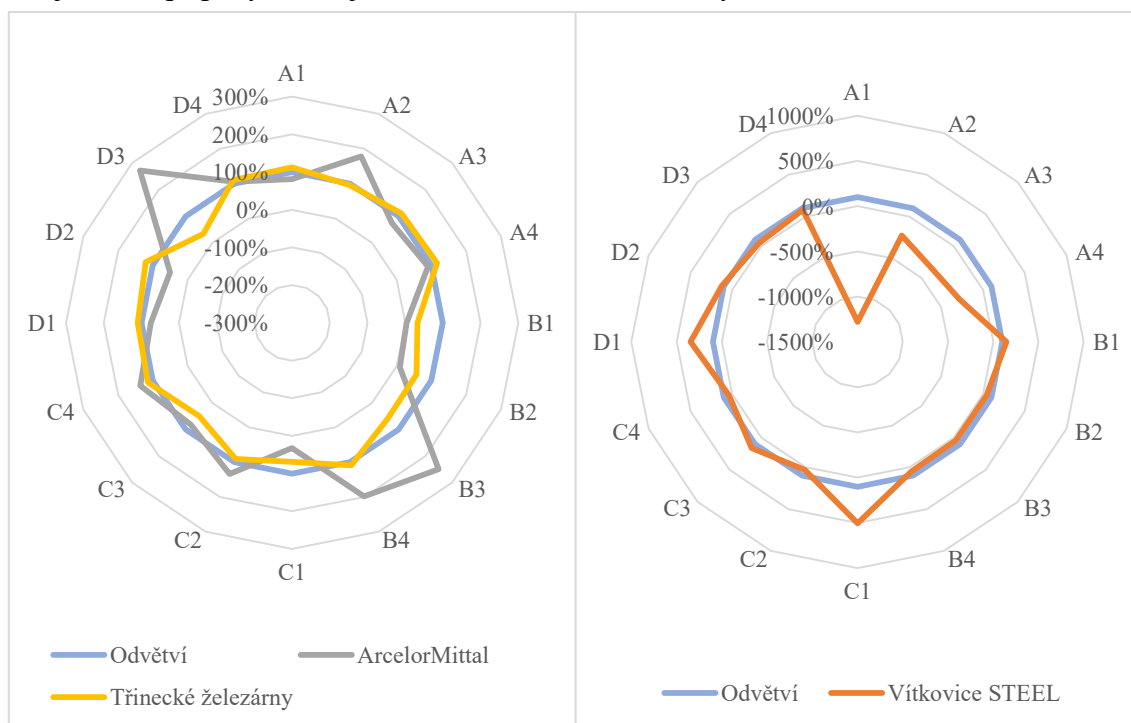 A1
A2
A3
A4
B1
B2
B3
B4
C1
C2
C3
C4
D1
D2
D3
D4
300%
200%
100%
0%
-100%
-200%
-300%
Odvětví
ArcelorMittal
Třinecké železárny
A1
A2
A3
A4
B1
B2
B3
B4
C1
C2
C3
C4
D1
D2
D3
D4
1000%
500%
0%
-500%
-1000%
-1500%
Odvětví
Vítkovice STEEL